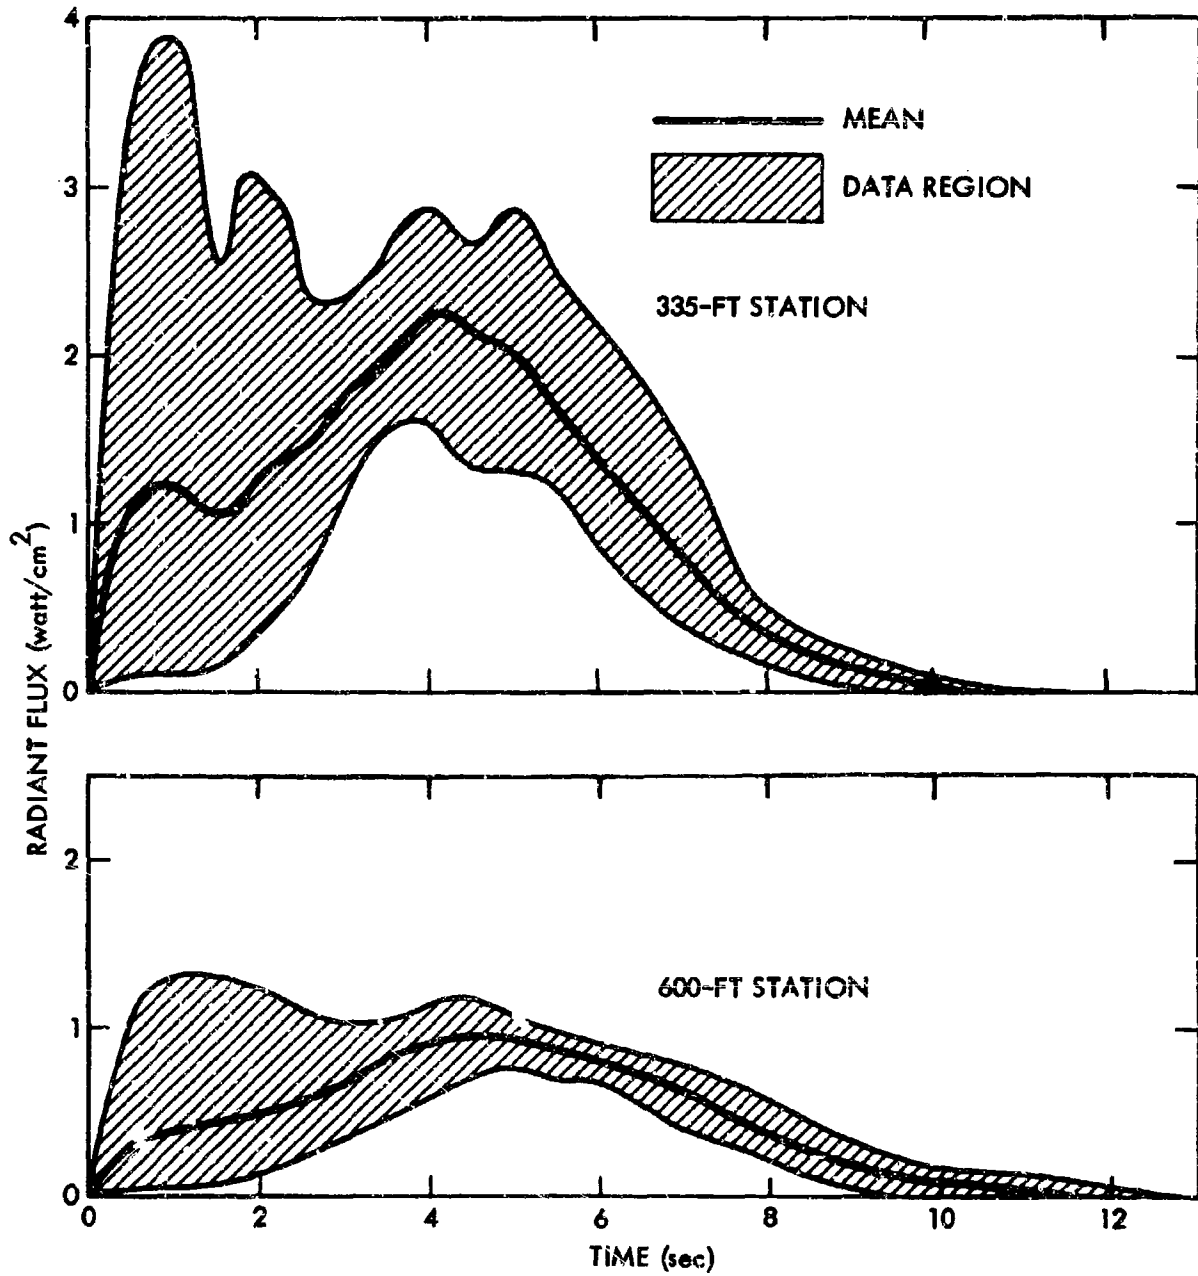 4
3
2
1
0
MEAN
DATA REGION
335-FT STATION
RADIANT FLUX (watt/cm²)
2
1
0
600-FT STATION
0 2 4 6 8 10 12
TIME (sec)